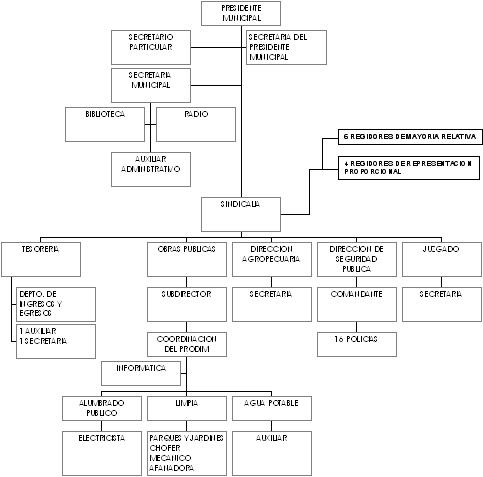 PRESIDENTE
MUNICIPAL
SECRETARIO
PARTICULAR
SECRETARIA DEL
PRESIDENTE
MUNICIPAL
SECRETARIA
MUNICIPAL
BIBLIOTECA
RADIO
AUXILIAR
ADMINISTRATIVO
6 REGIDORES DE MAYORIA RELATIVA
4 REGIDORES DE REPRESENTACION
PROPORCIONAL
SINDICALIA
TESORERIA
OBRAS PUBLICAS
DIRECCION
AGROPECUARIA
DIRECCION DE
SEGURIDAD
PUBLICA
JUZGADO
DEPTO. DE
INGRESOS Y
EGRESOS
SUBDIRECTOR
SECRETARIA
COMANDANTE
SECRETARIA
1 AUXILIAR
1 SECRETARIA
COORDINACION
DEL PRODIM
16 POLICIAS
INFORMATICA
ALUMBRADO
PUBLICO
LIMPIA
AGUA POTABLE
ELECTRICISTA
PARQUES Y JARDINES
CHOFER
MECANICO
AFANADORA
AUXILIAR